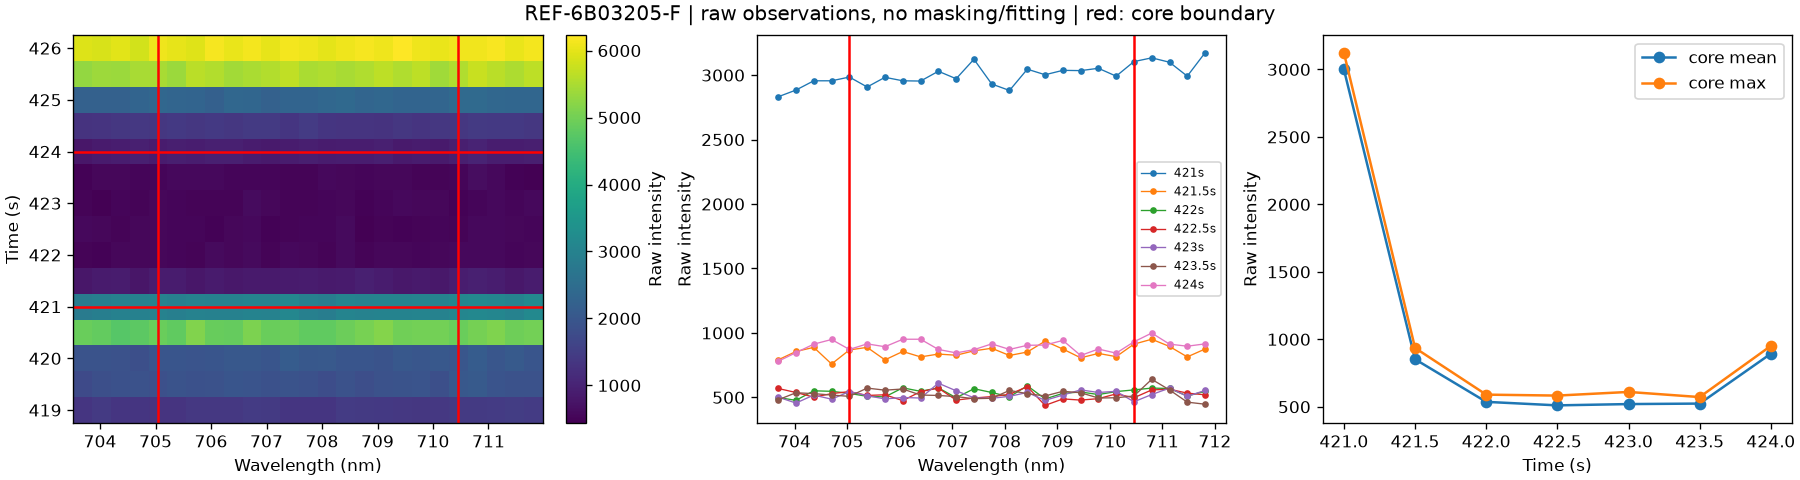 REF-6B03205-F | raw observations, no masking/fitting | red: core boundary
426
425
424
423
422
421
420
419
Time (s)
704 705 706 707 708 709 710 711
Wavelength (nm)
6000
5000
4000
3000
2000
1000
Raw intensity
Raw intensity
3000
2500
2000
1500
1000
500
704 705 706 707 708 709 710 711 712
Wavelength (nm)
421s
421.5s
422s
422.5s
423s
423.5s
424s
Raw intensity
3000
2500
2000
1500
1000
500
421.0 421.5 422.0 422.5 423.0 423.5 424.0
Time (s)
core mean
core max